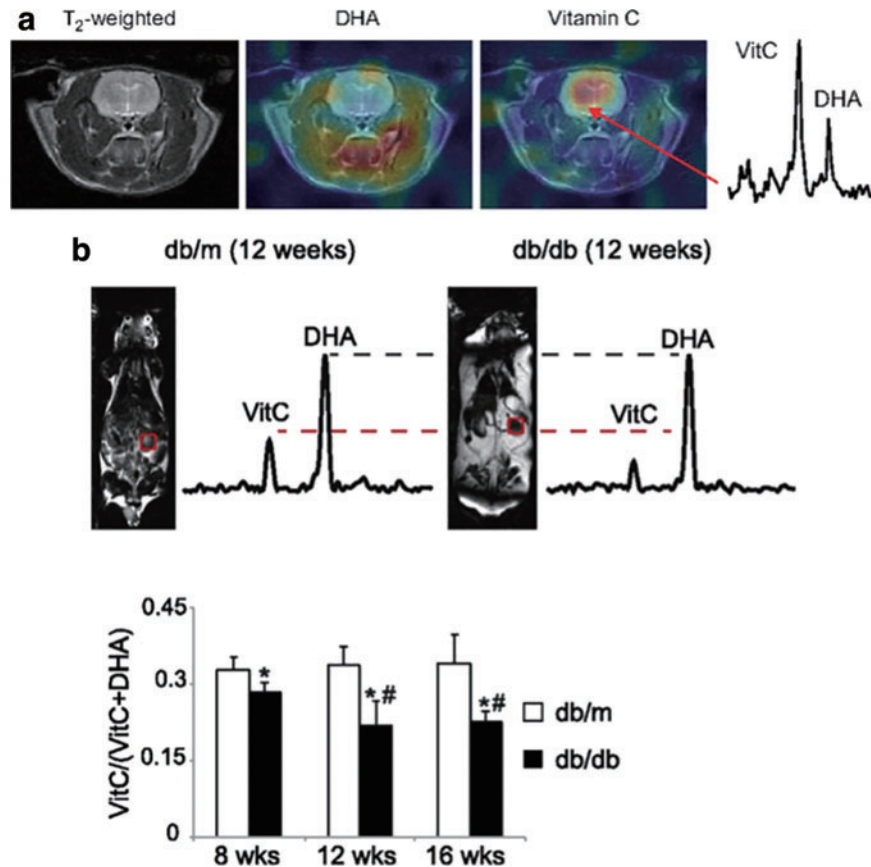 a
T2-weighted DHA Vitamin C
VitC
DHA
b
db/m (12 weeks) db/db (12 weeks)
DHA DHA
VitC VitC
VitC/(VitC+DHA)
0.45
0.3
0.15
0
*
*#
*#
db/m
db/db
8 wks 12 wks 16 wks